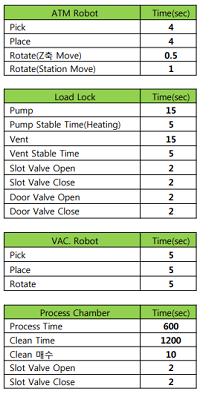 ATM Robot Time(sec)
Pick 4
Place 4
Rotate(Z축 Move) 0.5
Rotate(Station Move) 1
Load Lock Time(sec)
Pump 15
Pump Stable Time(Heating) 5
Vent 15
Vent Stable Time 5
Slot Valve Open 2
Slot Valve Close 2
Door Valve Open 2
Door Valve Close 2
VAC. Robot Time(sec)
Pick 5
Place 5
Rotate 5
Process Chamber Time(sec)
Process Time 600
Clean Time 1200
Clean 매수 10
Slot Valve Open 2
Slot Valve Close 2